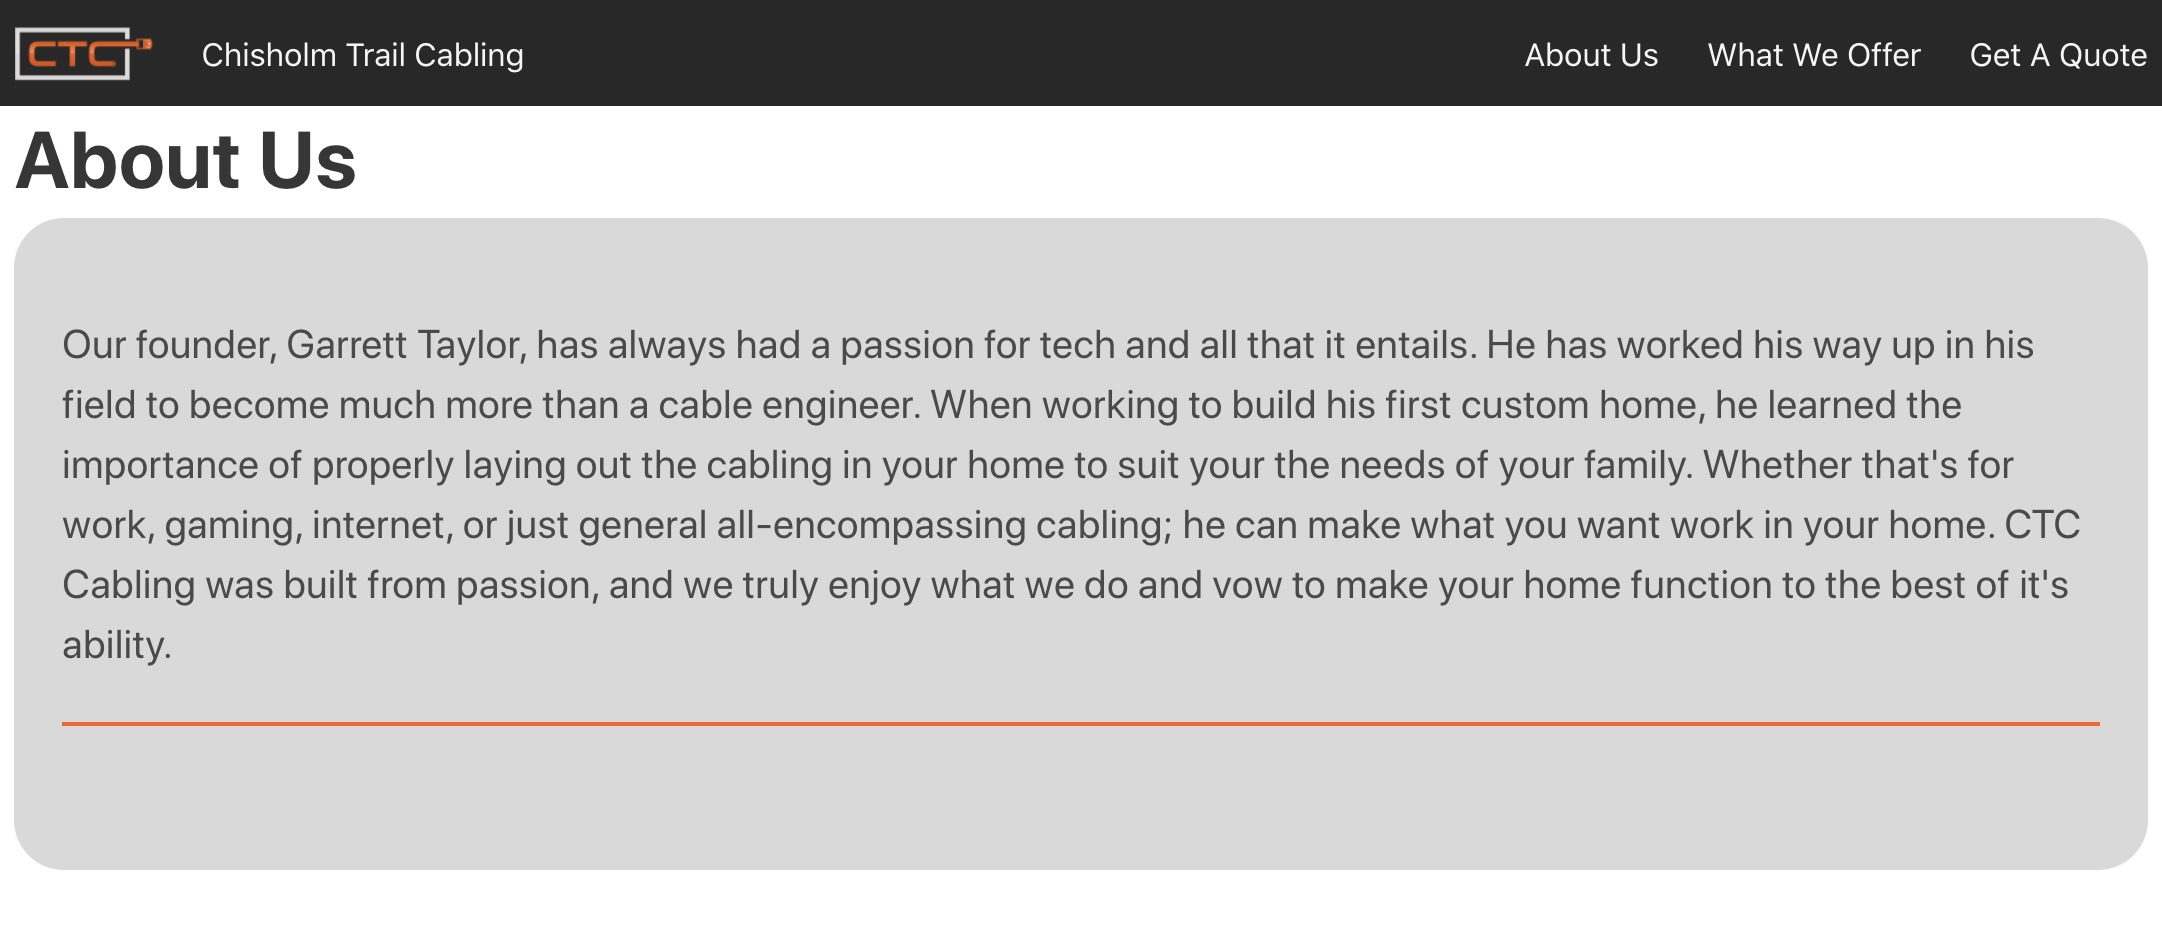 CTC
Chisholm Trail Cabling
About Us
What We Offer
Get A Quote
About Us
Our founder, Garrett Taylor, has always had a passion for tech and all that it entails. He has worked his way up in his
field to become much more than a cable engineer. When working to build his first custom home, he learned the
importance of properly laying out the cabling in your home to suit your the needs of your family. Whether that's for
work, gaming, internet, or just general all-encompassing cabling; he can make what you want work in your home. CTC
Cabling was built from passion, and we truly enjoy what we do and vow to make your home function to the best of it's
ability.